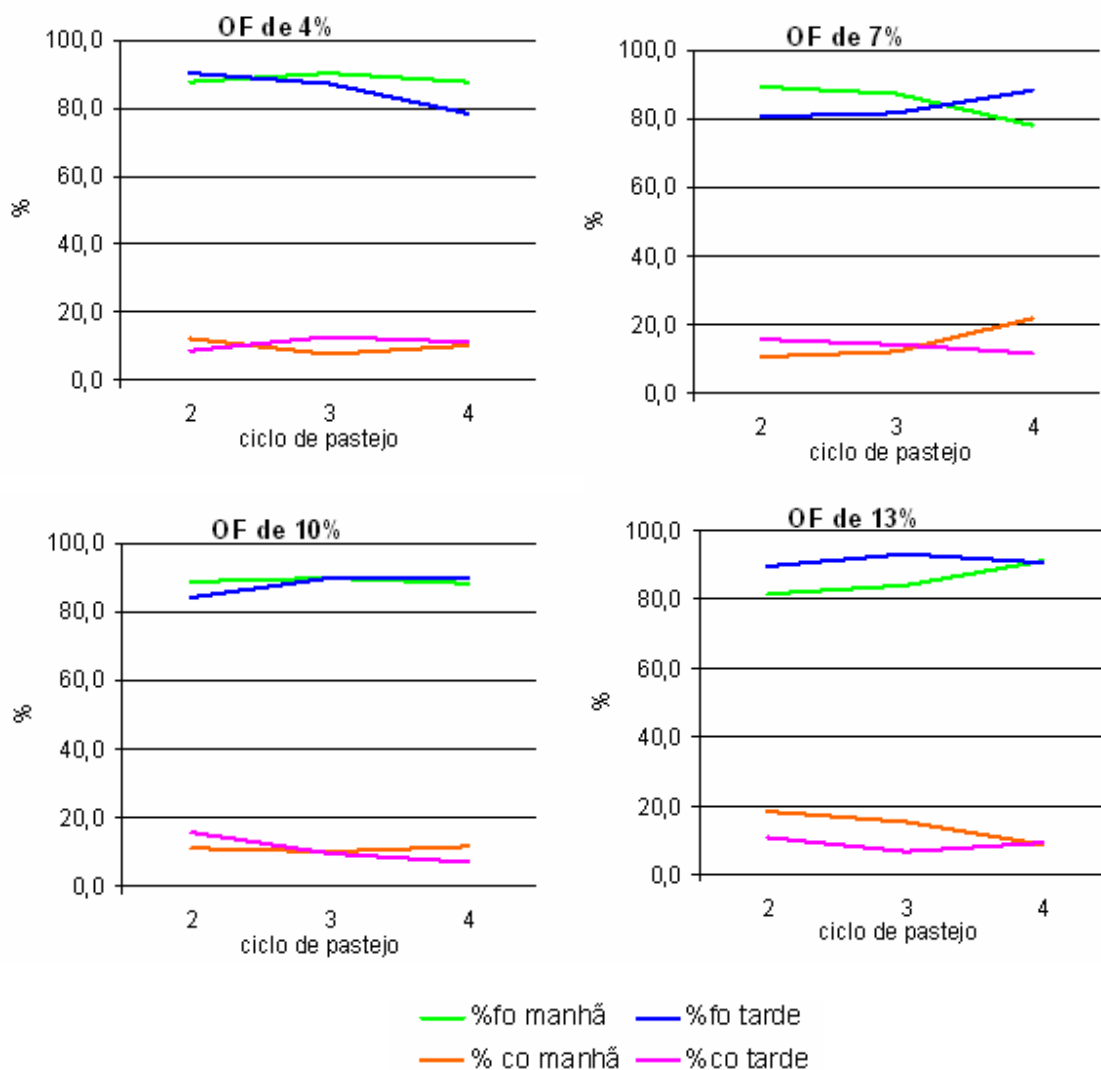 OF de 4%
100,0
80,0
60,0
40,0
20,0
0,0
%
2 3 4
ciclo de pastejo
OF de 7%
100,0
80,0
60,0
40,0
20,0
0,0
%
2 3 4
ciclo de pastejo
OF de 10%
100,0
80,0
60,0
40,0
20,0
0,0
%
2 3 4
ciclo de pastejo
OF de 13%
100,0
80,0
60,0
40,0
20,0
0,0
%
2 3 4
ciclo de pastejo
%fo manhã %fo tarde
% co manhã %co tarde